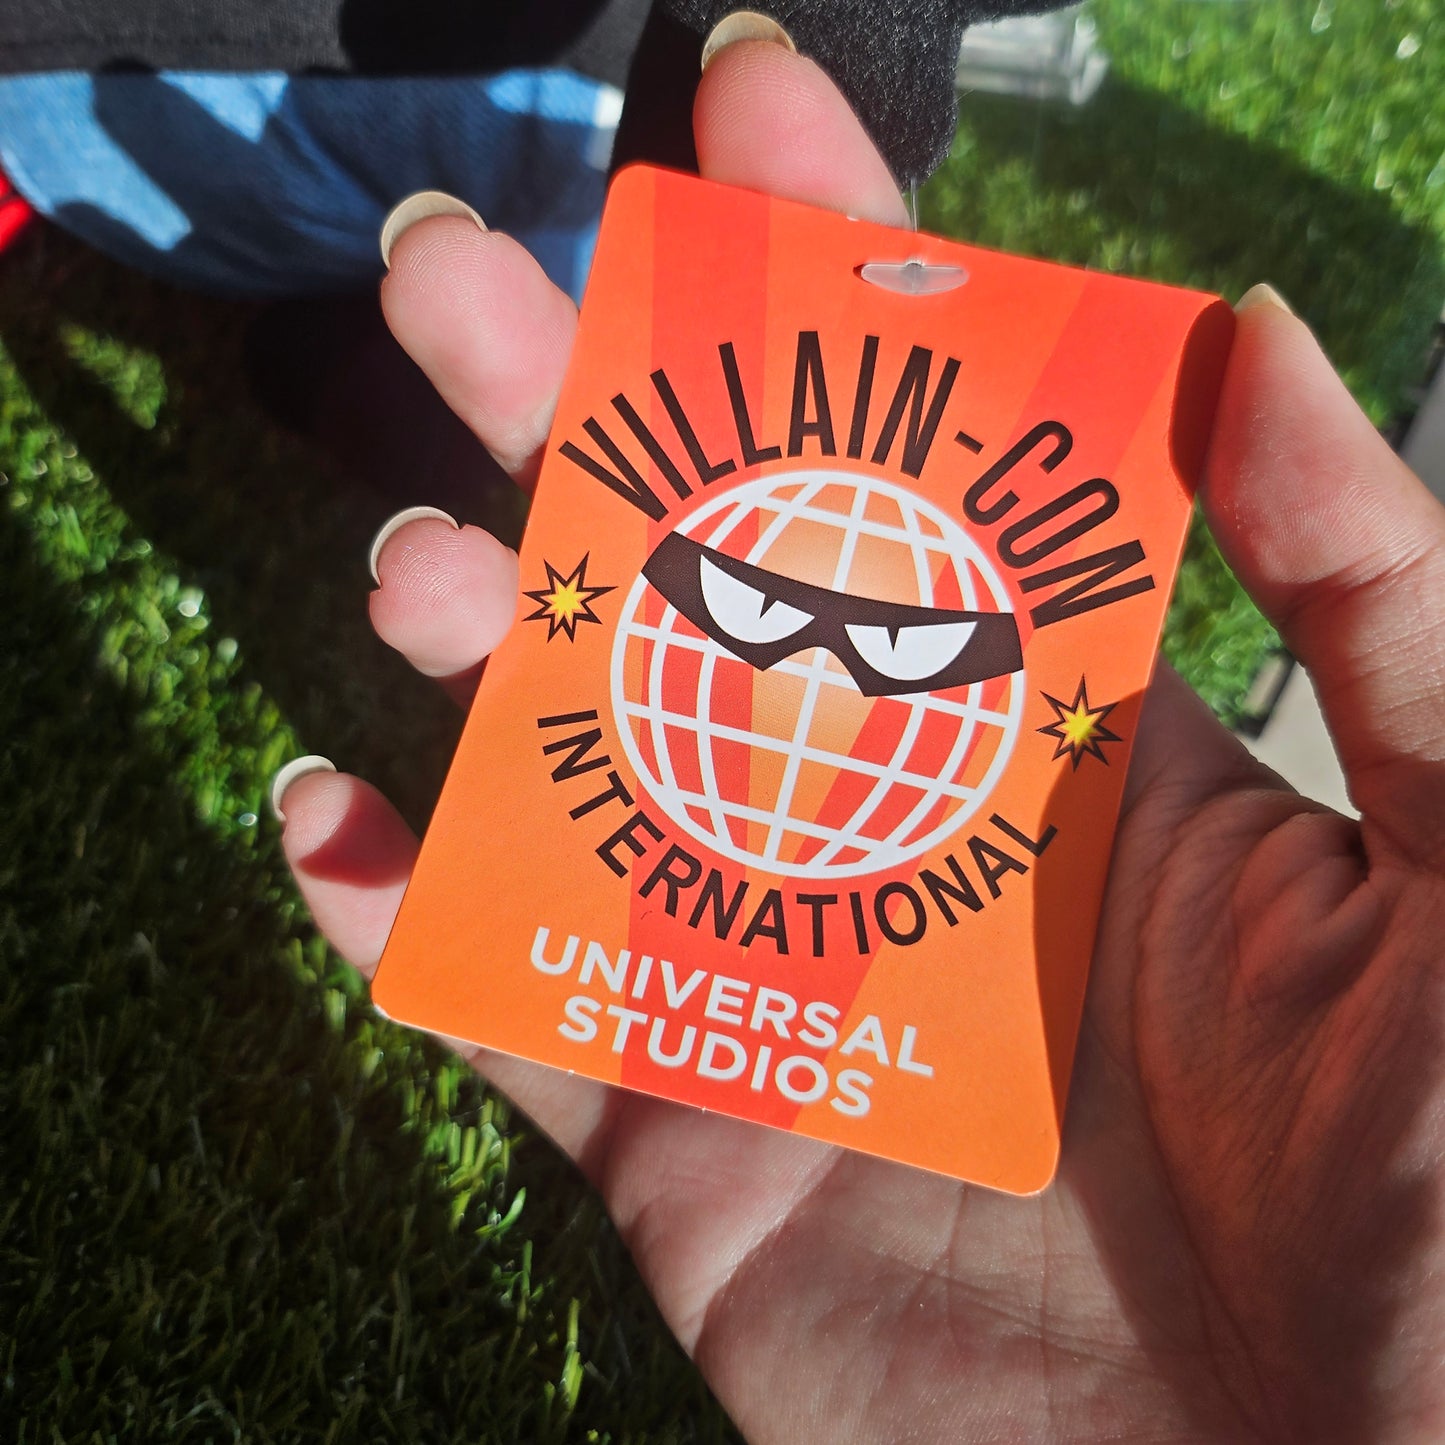 VILLAIN-CON
INTERNATIONAL
UNIVERSAL
STUDIOS